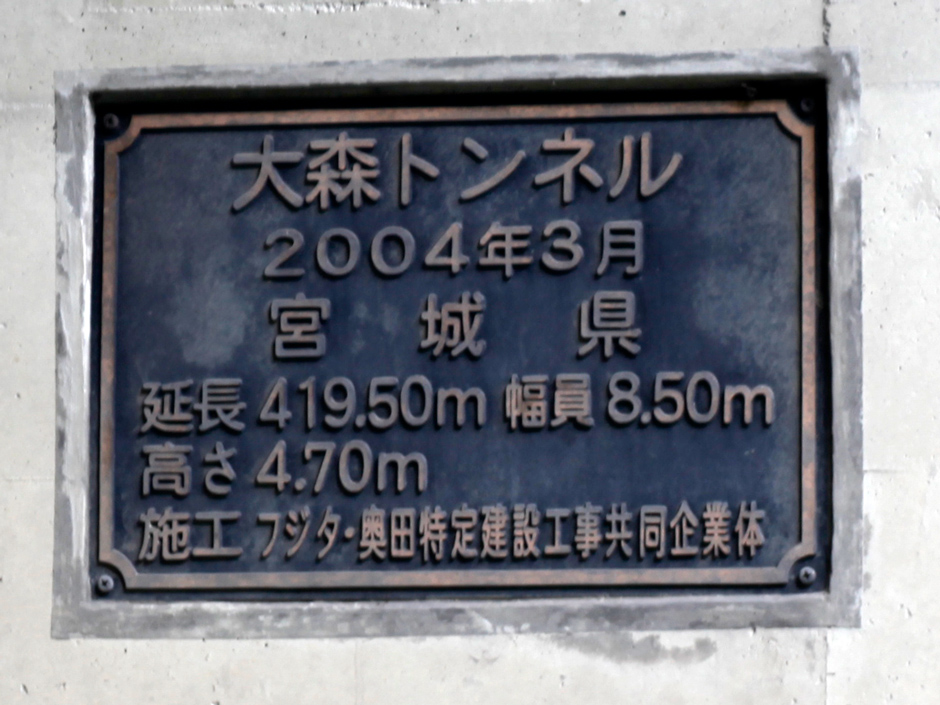 大森トンネル
2004年3月
宮城県
延長 419.50m 幅員 8.50m
高さ 4.70m
施工 フジタ・奥田特定建設工事共同企業体